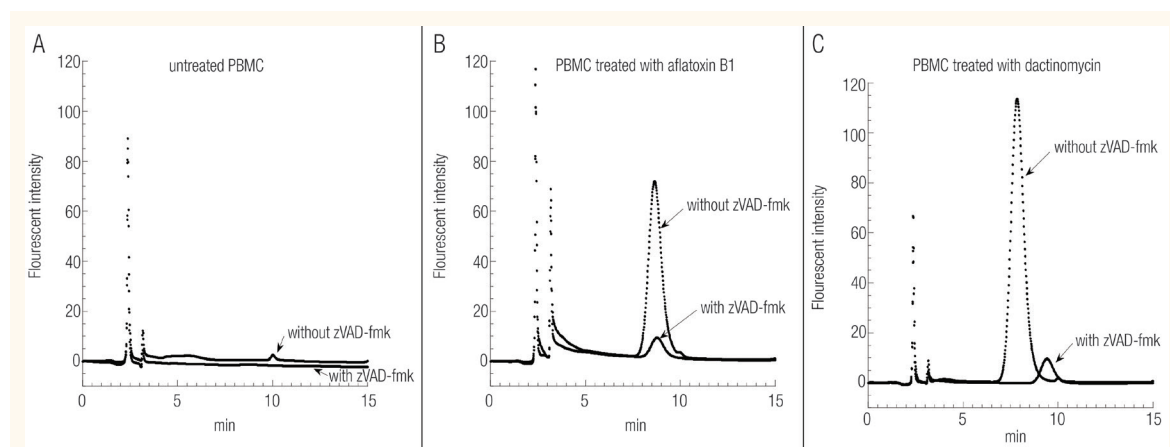 A
untreated PBMC
120
100
80
60
40
20
0
Flourescent intensity
without zVAD-fmk
with zVAD-fmk
0 5 10 15
min
B
PBMC treated with aflatoxin B1
120
100
80
60
40
20
0
Flourescent intensity
without zVAD-fmk
with zVAD-fmk
0 5 10 15
min
C
PBMC treated with dactinomycin
120
100
80
60
40
20
0
Flourescent intensity
without zVAD-fmk
with zVAD-fmk
0 5 10 15
min